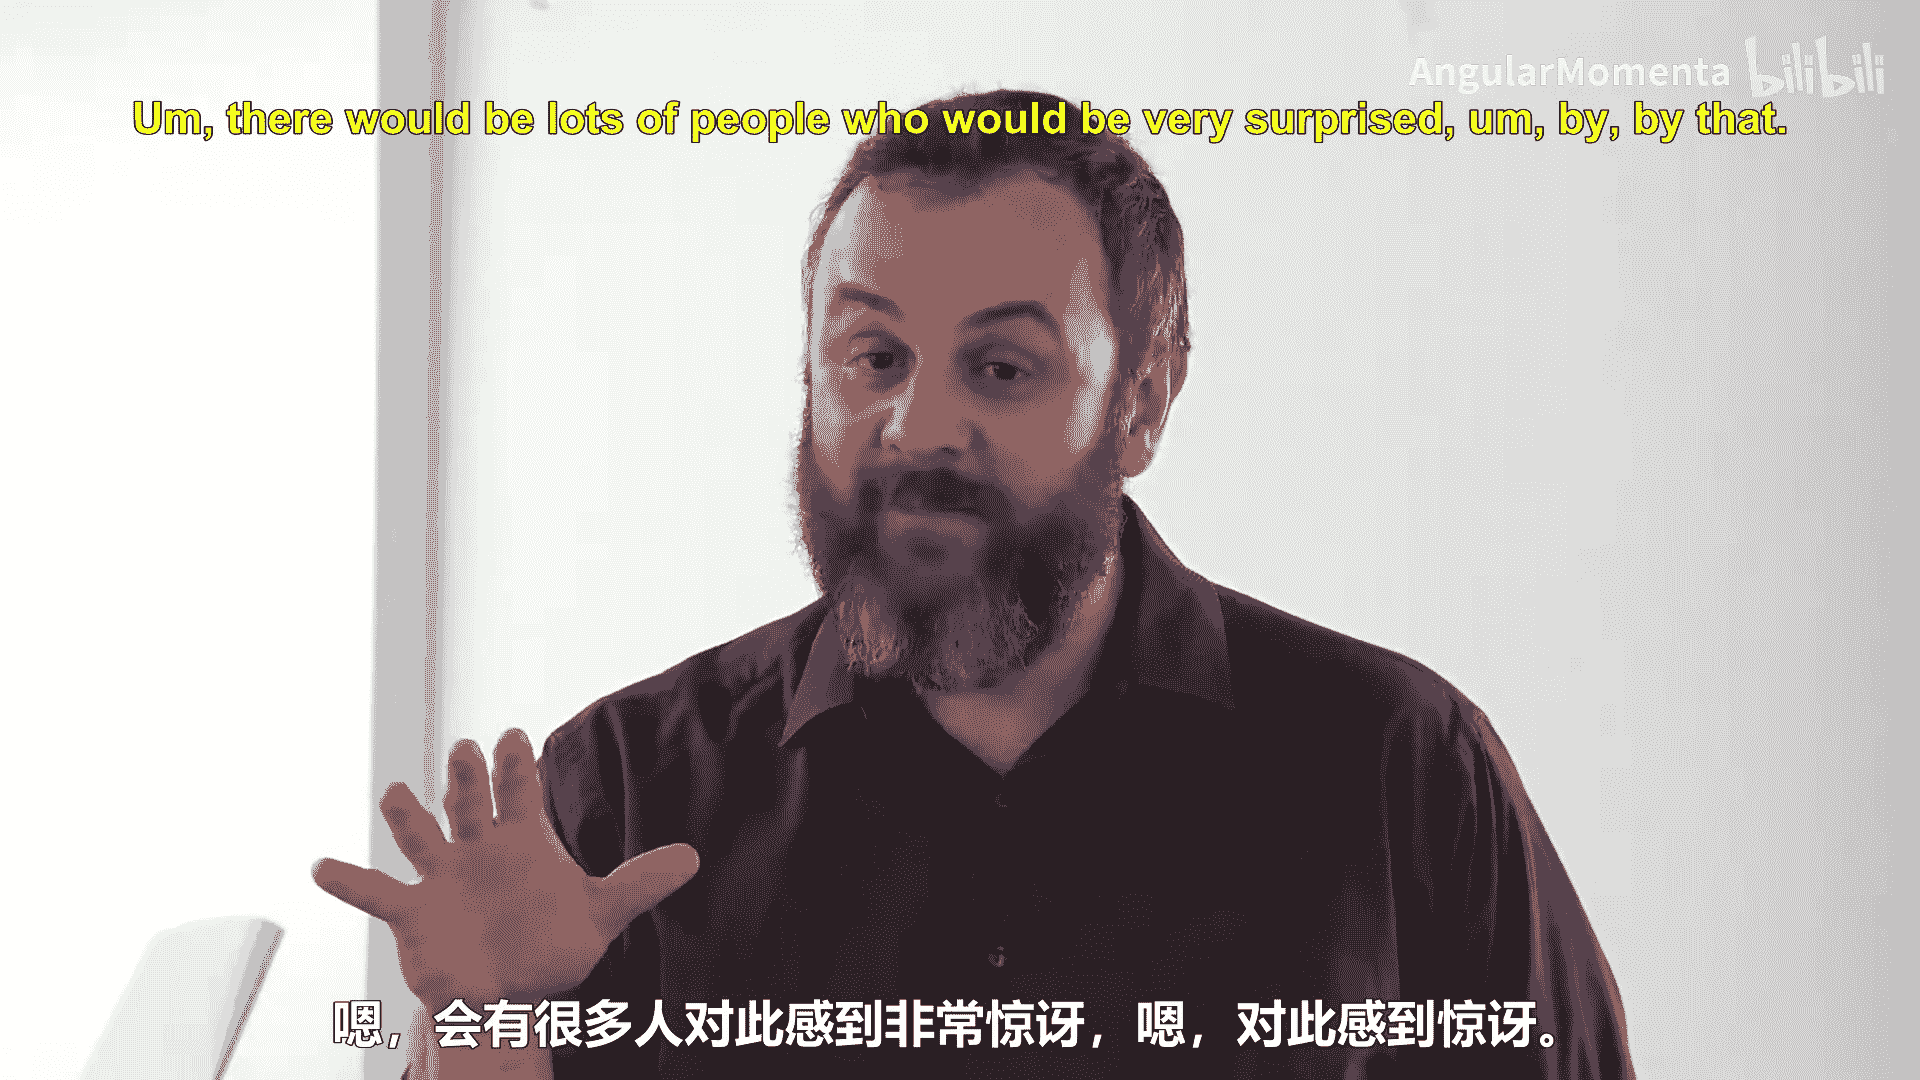 AngularMomenta bilibili
Um, there would be lots of people who would be very surprised, um, by, by that.
嗯，会有很多人对此感到非常惊讶，嗯，对此感到惊讶。